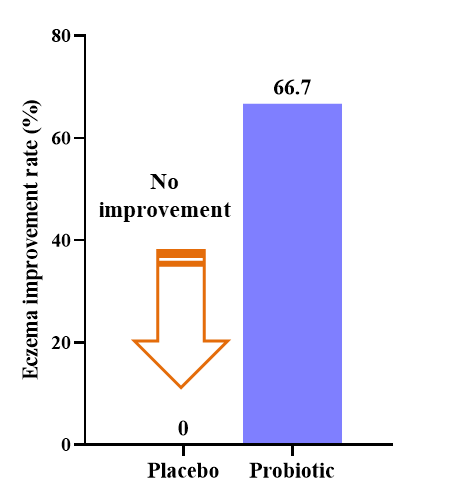 Eczema improvement rate (%)
80
60
40
20
0
No
improvement
0
66.7
Placebo
Probiotic